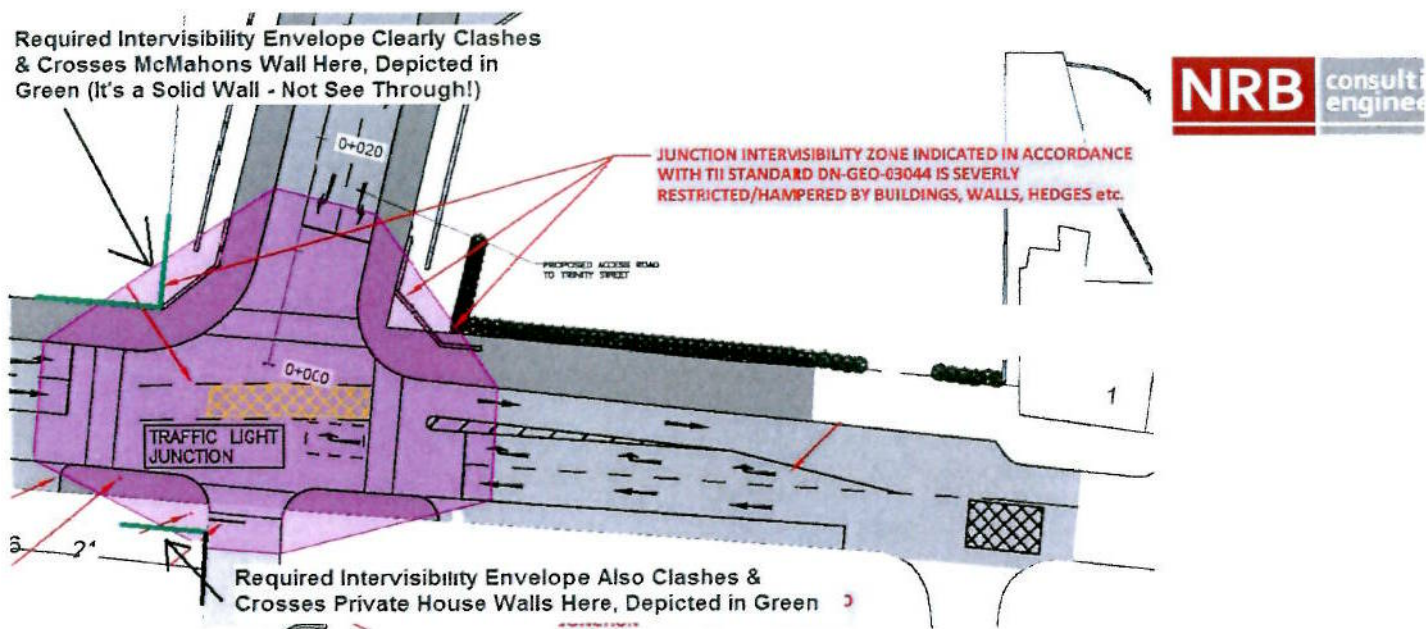 Required Intervisibility Envelope Clearly Clashes
& Crosses McMahons Wall Here, Depicted in
Green (It's a Solid Wall - Not See Through!)
NRB
consulti
enginee
0+020
JUNCTION INTERVISIBILITY ZONE INDICATED IN ACCORDANCE
WITH TII STANDARD DN-GEO-03044 IS SEVERLY
RESTRICTED/HAMPERED BY BUILDINGS, WALLS, HEDGES etc.
PROPOSED ACCESS ROAD
TO TRINITY STREET
0+000
1
TRAFFIC LIGHT
JUNCTION
Required Intervisibility Envelope Also Clashes &
Crosses Private House Walls Here, Depicted in Green